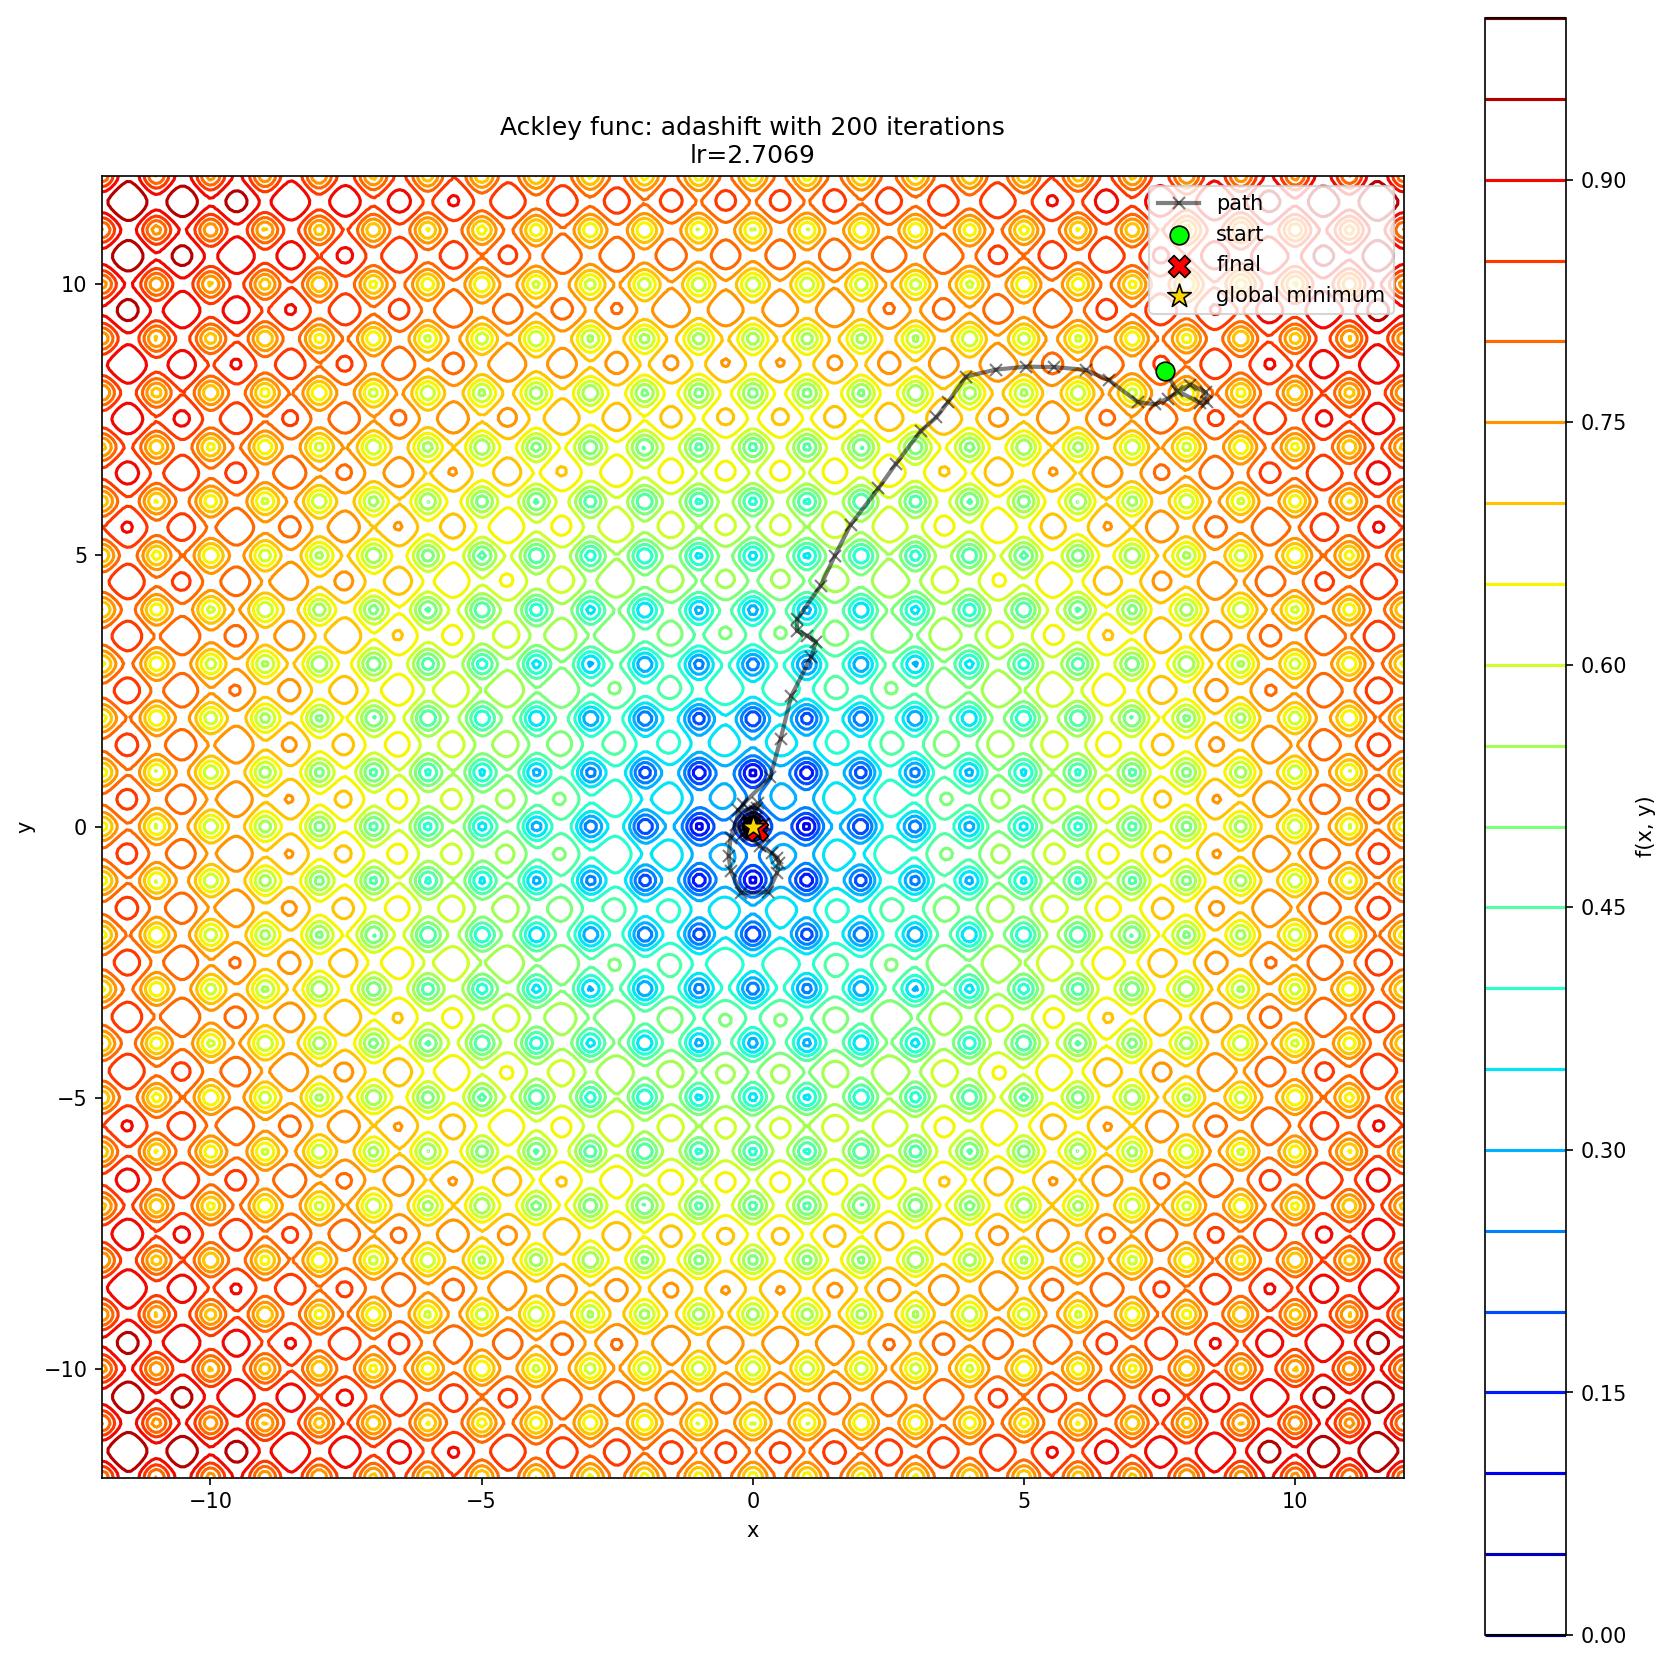 Ackley func: adashift with 200 iterations
lr=2.7069
path
start
final
global minimum
10
5
0
−5
−10
y
−10
−5
0
5
10
x
0.90
0.75
0.60
0.45
0.30
0.15
0.00
f(x, y)